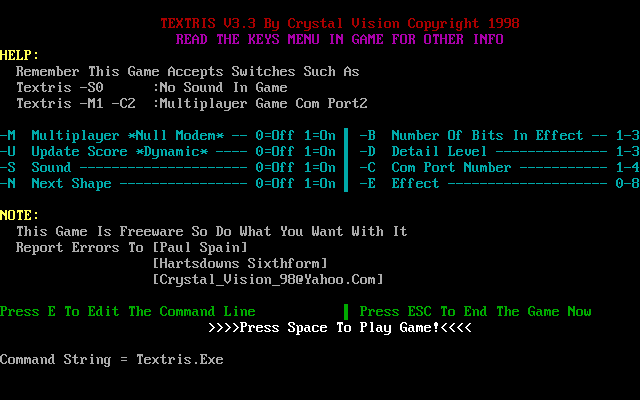 TEXTRIS V3.3 By Crystal Vision Copyright 1998
READ THE KEYS MENU IN GAME FOR OTHER INFO
HELP:
Remember This Game Accepts Switches Such As
Textris -S0 :No Sound In Game
Textris -M1 -C2 :Multiplayer Game Com Port2
-M Multiplayer *Null Modem* -- 0=Off 1=On -B Number Of Bits In Effect -- 1-3
-U Update Score *Dynamic* ---- 0=Off 1=On -D Detail Level -------------- 1-3
-S Sound --------------------- 0=Off 1=On -C Com Port Number ----------- 1-4
-N Next Shape ---------------- 0=Off 1=On -E Effect -------------------- 0-8
NOTE:
This Game Is Freeware So Do What You Want With It
Report Errors To [Paul Spain]
[Hartsdowns Sixthform]
[Crystal_Vision_98@Yahoo.Com]
Press E To Edit The Command Line Press ESC To End The Game Now
>>>>Press Space To Play Game!<<<<
Command String = Textris.Exe